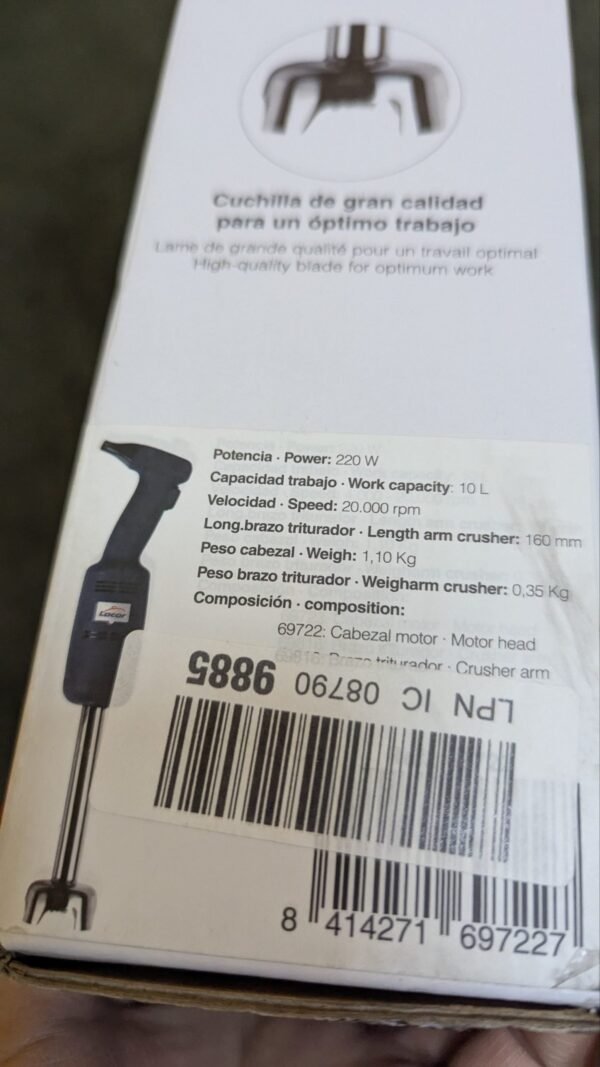 Cuchilla de gran calidad
para un óptimo trabajo
Lame de grande qualité pour un travail optimal
High-quality blade for optimum work
Potencia · Power: 220 W
Capacidad trabajo · Work capacity: 10 L
Velocidad · Speed: 20.000 rpm
Long.brazo triturador · Length arm crusher: 160 mm
Peso cabezal · Weigh: 1,10 Kg
Peso brazo triturador · Weigharm crusher: 0,35 Kg
Composición · composition:
69722: Cabezal motor · Motor head
Brazo triturador · Crusher arm
Lacor
LPN IC 08790 9885
8 414271 697227